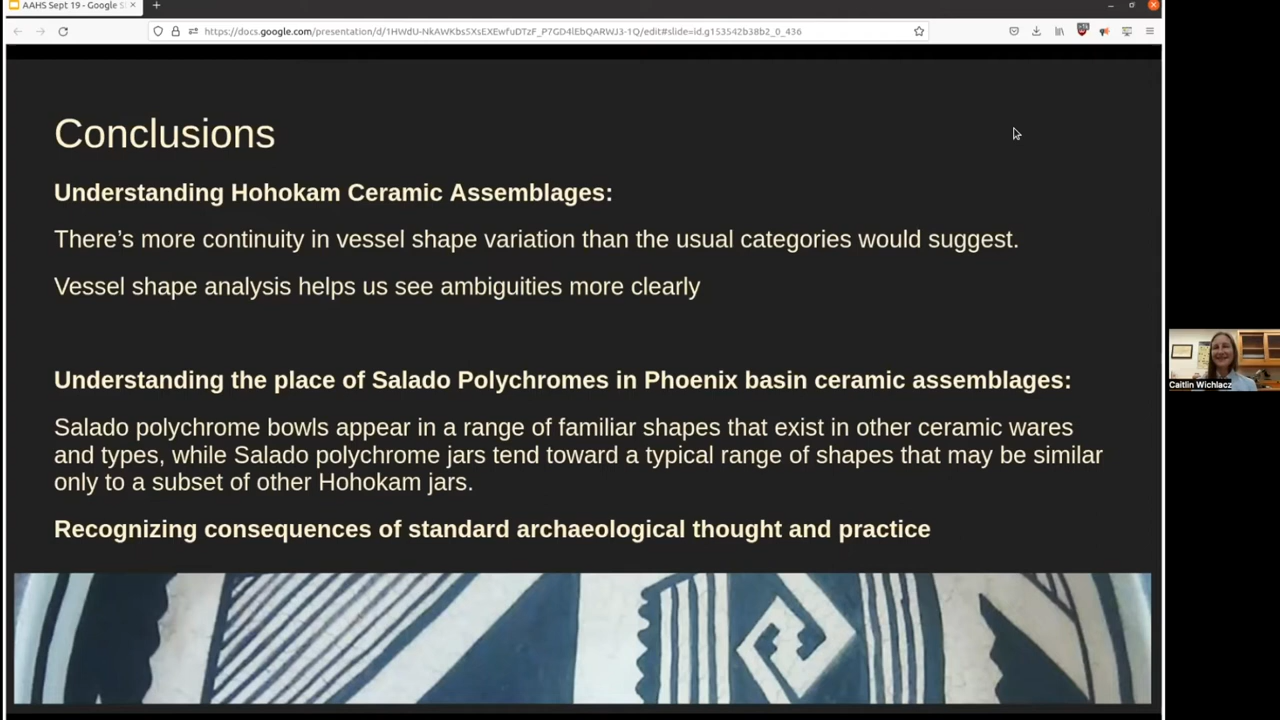 AAHS Sept 19 - Google S
https://docs.google.com/presentation/d/1HWdU-NkAWKbs5XsEXEwfuDTzF_P7GD4lEbQARWJ3-1Q/edit#slide=id.g153542b38b2_0_436
Conclusions
Understanding Hohokam Ceramic Assemblages:
There’s more continuity in vessel shape variation than the usual categories would suggest.
Vessel shape analysis helps us see ambiguities more clearly
Understanding the place of Salado Polychromes in Phoenix basin ceramic assemblages:
Salado polychrome bowls appear in a range of familiar shapes that exist in other ceramic wares
and types, while Salado polychrome jars tend toward a typical range of shapes that may be similar
only to a subset of other Hohokam jars.
Recognizing consequences of standard archaeological thought and practice
Caitlin Wichlacz